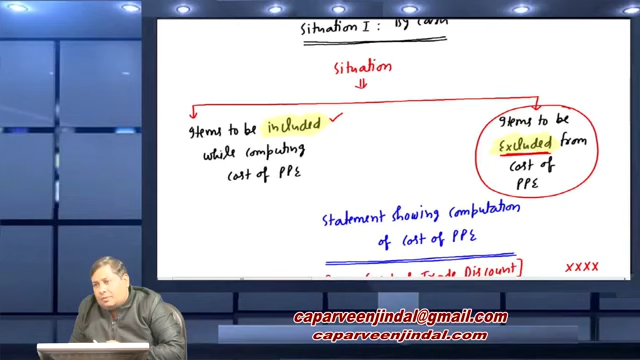 Situation I : By Cash
Situation
Items to be included
while computing
cost of PPE
Items to be
Excluded from
cost of
PPE
Statement showing computation
of cost of PPE
Trade Discount]
xxxx
caparveenjindal@gmail.com
caparveenjindal.com